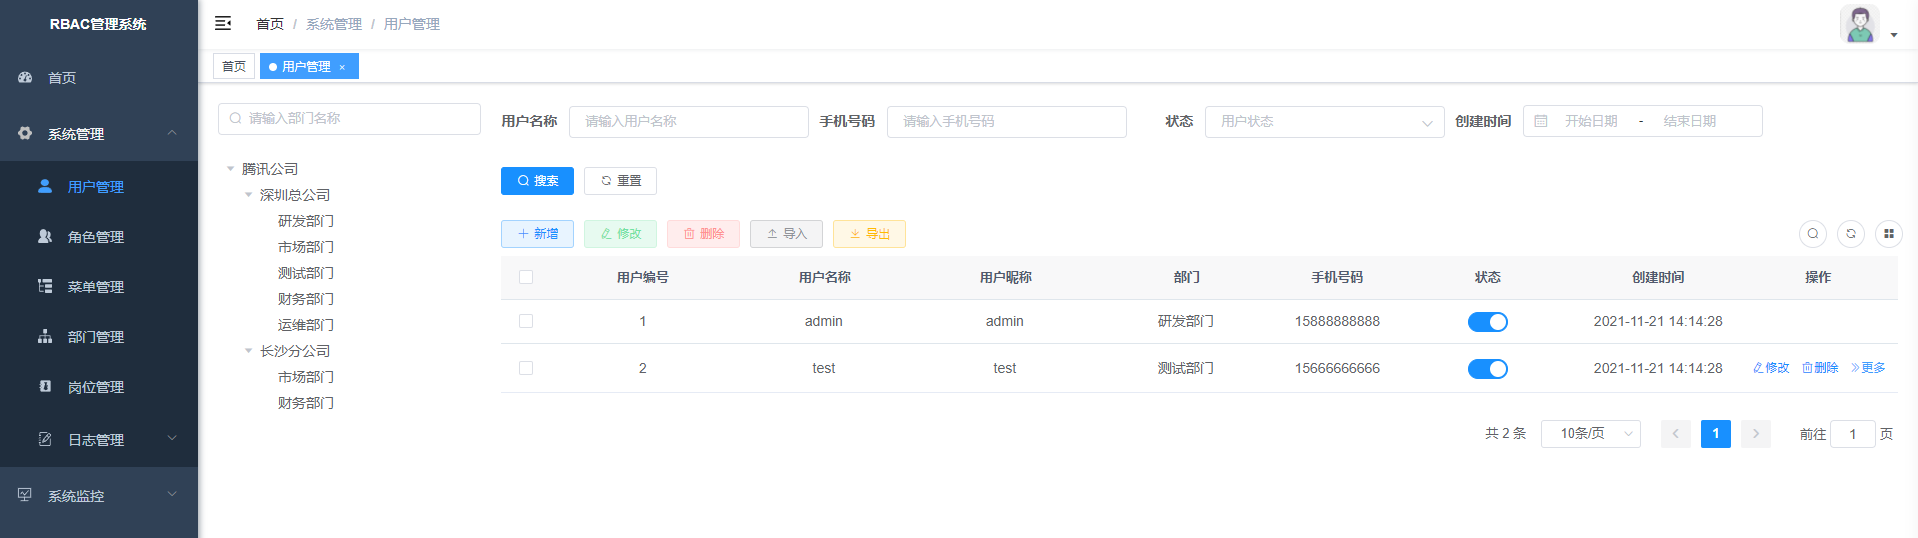 RBAC管理系统
首页
系统管理
用户管理
角色管理
菜单管理
部门管理
岗位管理
日志管理
系统监控
首页 / 系统管理 / 用户管理
首页 用户管理 ×
请输入部门名称
腾讯公司
深圳总公司
研发部门
市场部门
测试部门
财务部门
运维部门
长沙分公司
市场部门
财务部门
用户名称 请输入用户名称 手机号码 请输入手机号码 状态 用户状态 创建时间 开始日期 - 结束日期
搜索 重置
新增 修改 删除 导入 导出
用户编号 用户名称 用户昵称 部门 手机号码 状态 创建时间 操作
1 admin admin 研发部门 15888888888 2021-11-21 14:14:28
2 test test 测试部门 15666666666 2021-11-21 14:14:28 修改 删除 更多
共 2 条 10条/页 1 前往 1 页